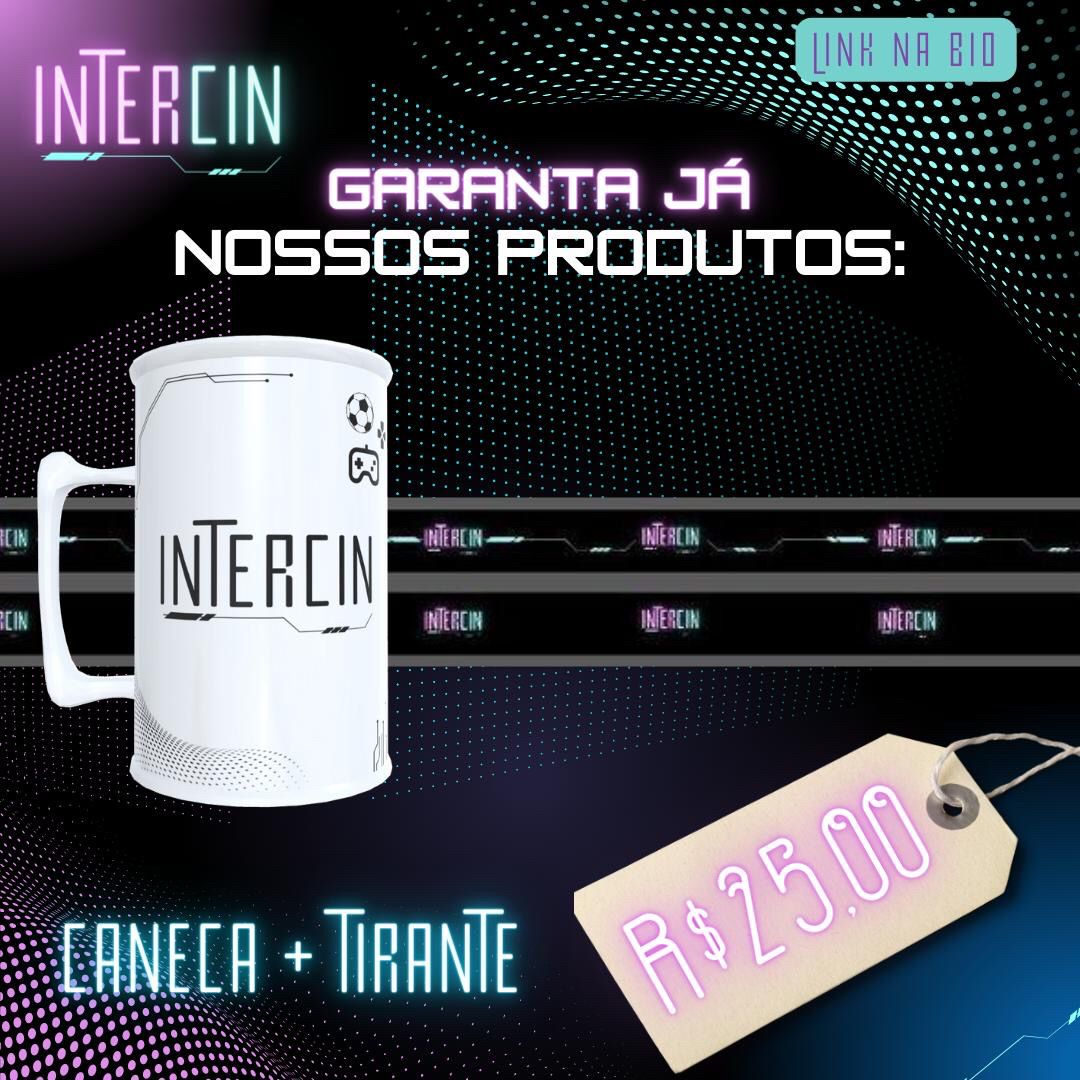 LINK NA BIO
INTERCIN
GARANTA JÁ
NOSSOS PRODUTOS:
INTERCIN
INTERCIN INTERCIN INTERCIN
INTERCIN INTERCIN INTERCIN
R$25,00
CANECA + TIRANTE